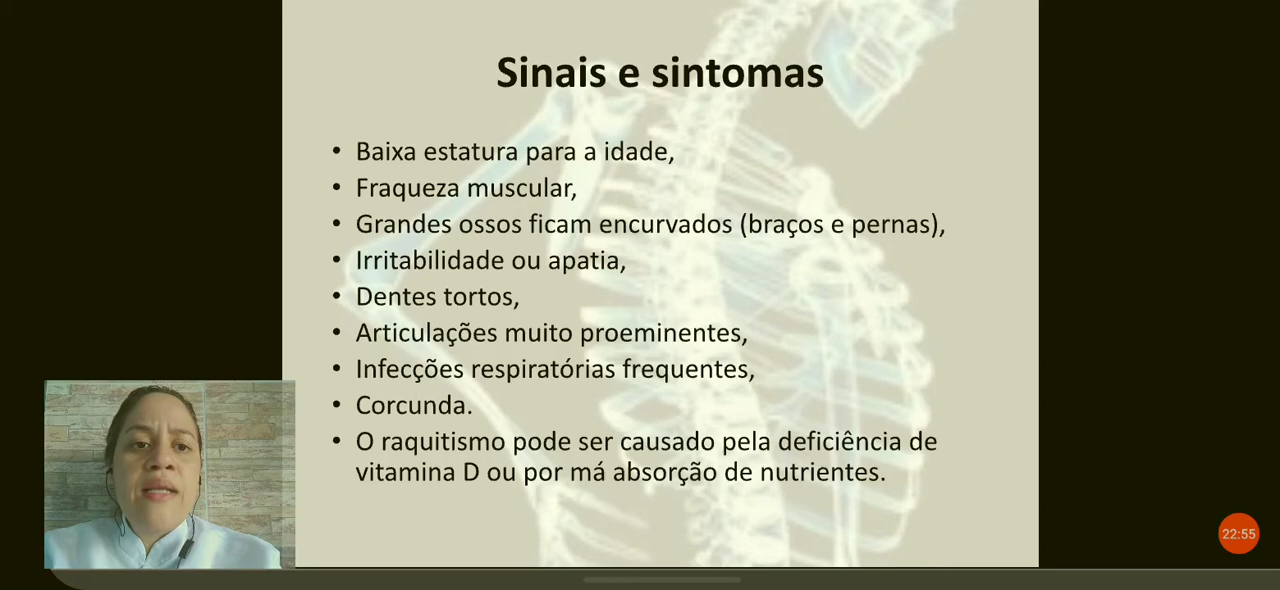 Sinais e sintomas
• Baixa estatura para a idade,
• Fraqueza muscular,
• Grandes ossos ficam encurvados (braços e pernas),
• Irritabilidade ou apatia,
• Dentes tortos,
• Articulações muito proeminentes,
• Infecções respiratórias frequentes,
• Corcunda.
• O raquitismo pode ser causado pela deficiência de
vitamina D ou por má absorção de nutrientes.
22:55